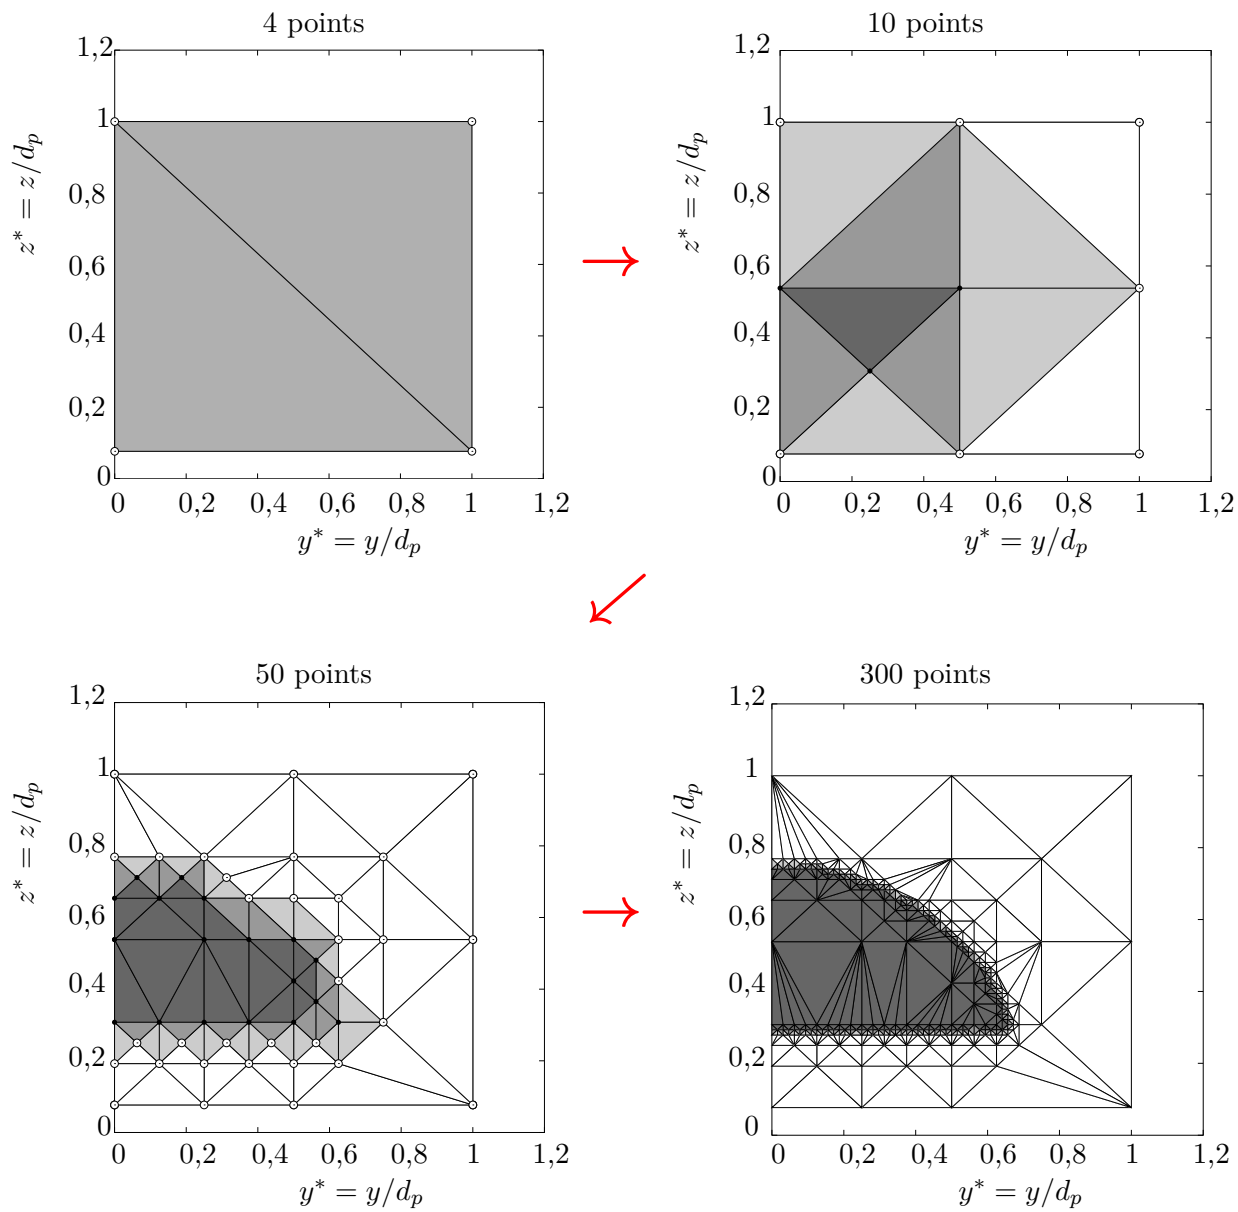 4 points
1,2
1
0,8
0,6
0,4
0,2
0
0 0,2 0,4 0,6 0,8 1 1,2
y* = y/d_p
z* = z/d_p
10 points
1,2
1
0,8
0,6
0,4
0,2
0
0 0,2 0,4 0,6 0,8 1 1,2
y* = y/d_p
z* = z/d_p
50 points
1,2
1
0,8
0,6
0,4
0,2
0
0 0,2 0,4 0,6 0,8 1 1,2
y* = y/d_p
z* = z/d_p
300 points
1,2
1
0,8
0,6
0,4
0,2
0
0 0,2 0,4 0,6 0,8 1 1,2
y* = y/d_p
z* = z/d_p